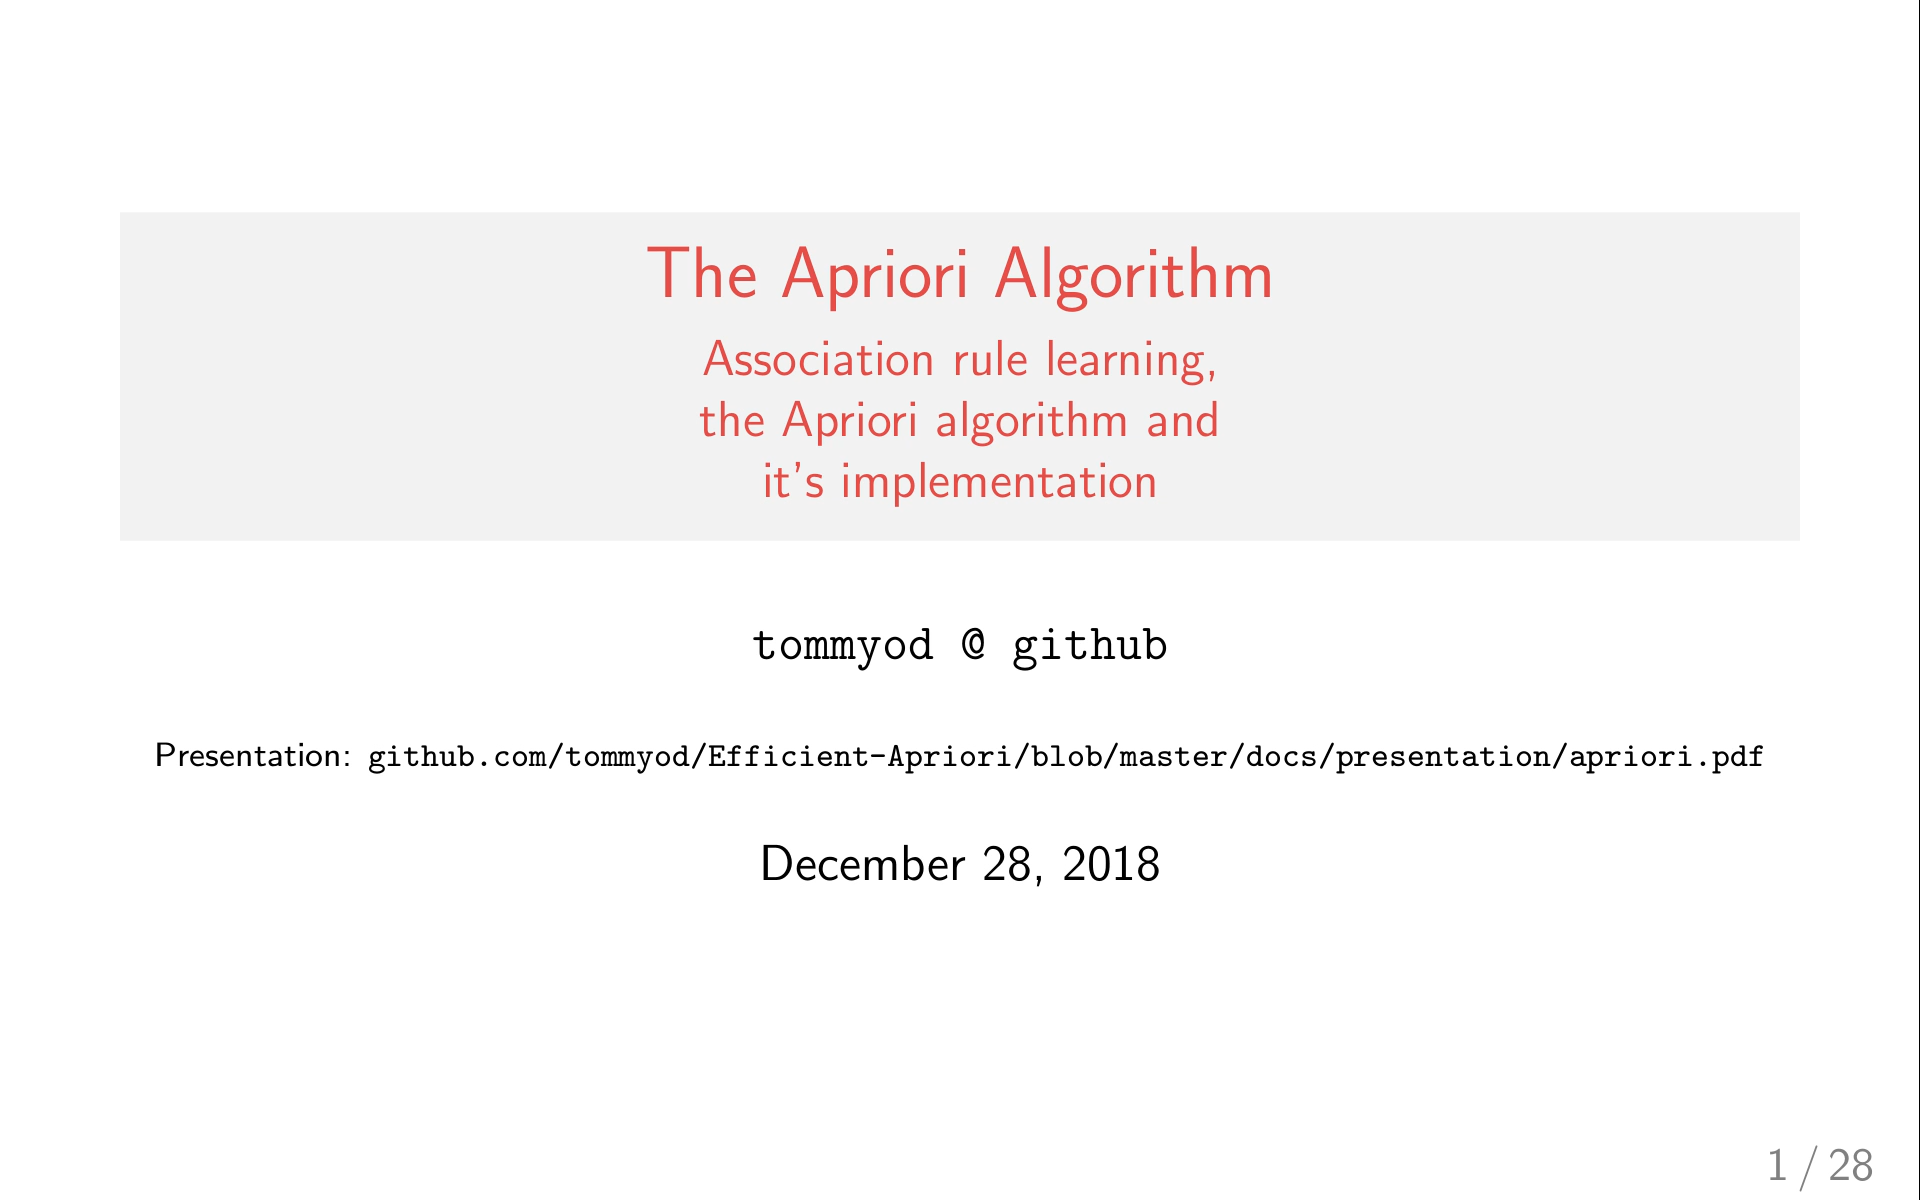 The Apriori Algorithm
Association rule learning,
the Apriori algorithm and
it's implementation
tommyod @ github
Presentation: github.com/tommyod/Efficient-Apriori/blob/master/docs/presentation/apriori.pdf
December 28, 2018
1 / 28